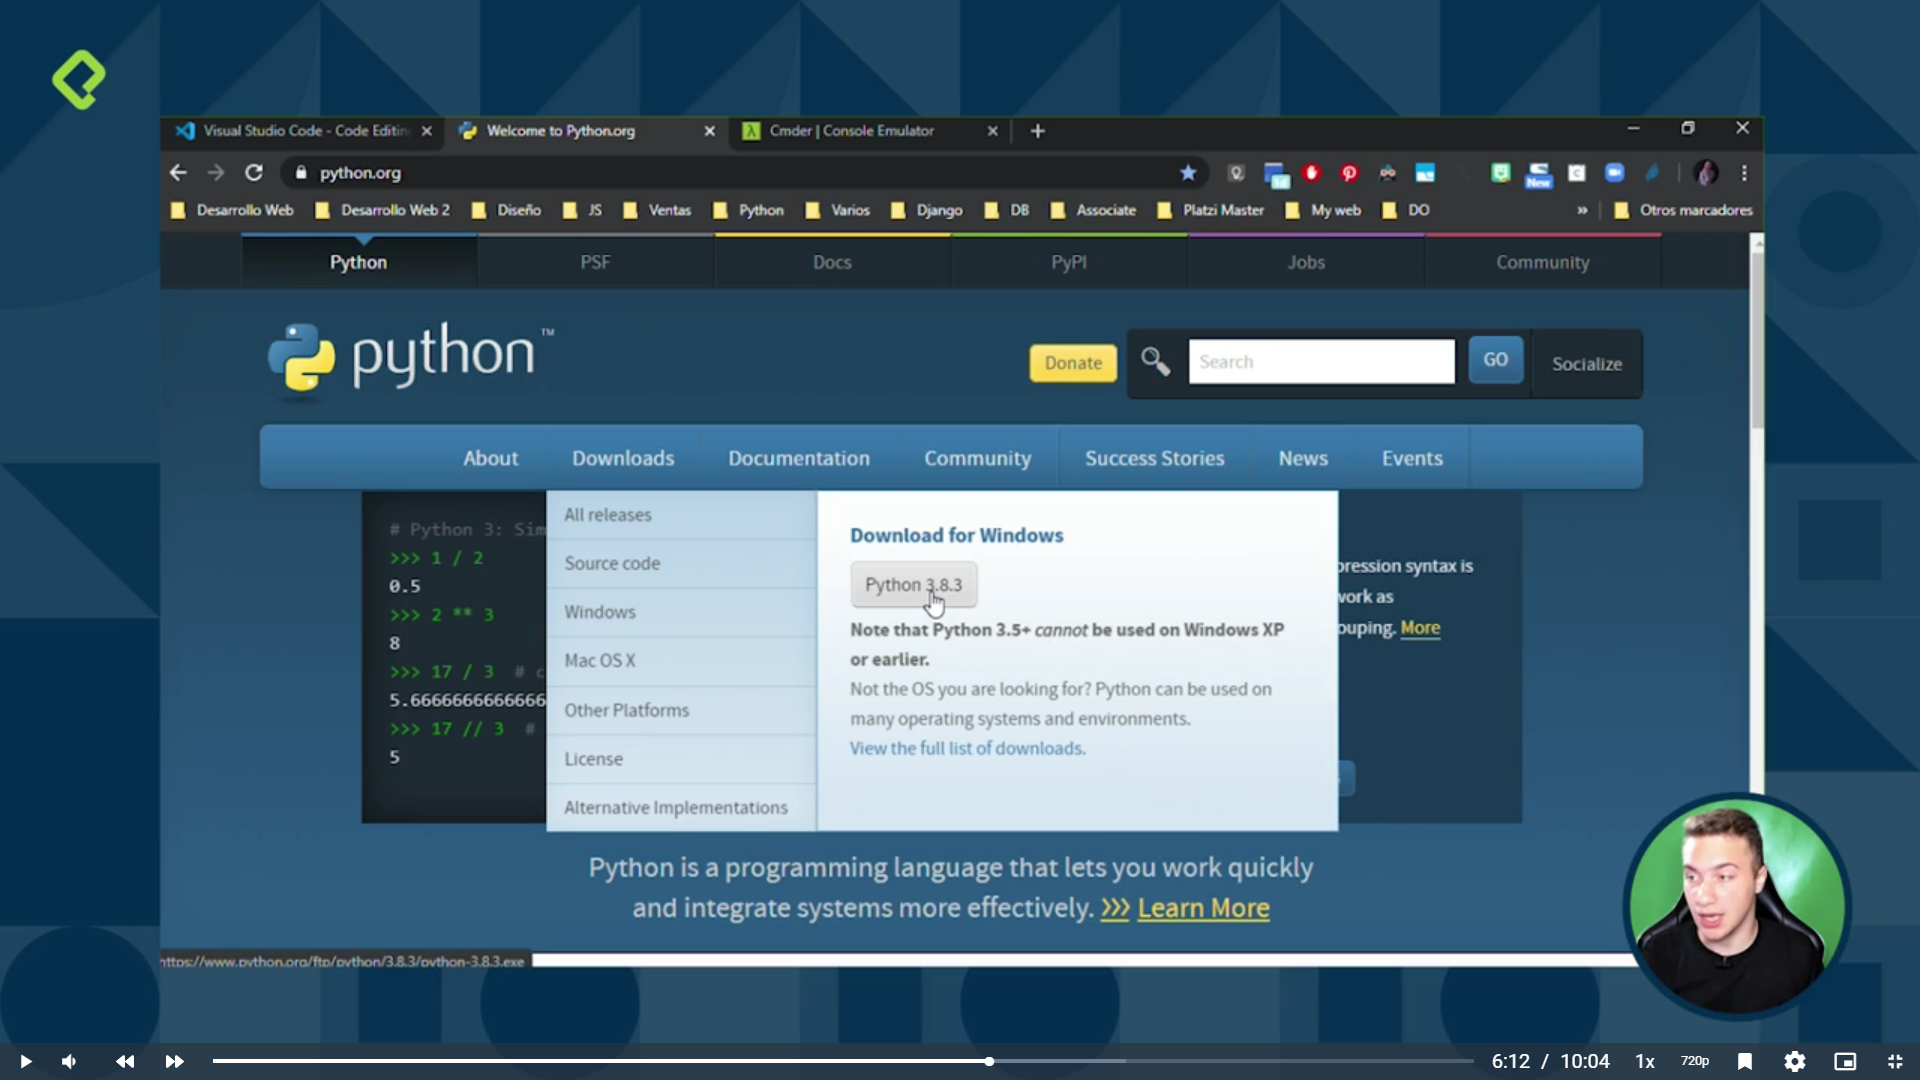 Visual Studio Code - Code Editin
Welcome to Python.org
Cmder | Console Emulator
python.org
New
Desarrollo Web
Desarrollo Web 2
Diseño
JS
Ventas
Python
Varios
Django
DB
Associate
Platzi Master
My web
DO
»
Otros marcadores
Python
PSF
Docs
PyPI
Jobs
Community
python™
Donate
Search
GO
Socialize
About
Downloads
Documentation
Community
Success Stories
News
Events
# Python 3: Sim
>>> 1 / 2
0.5
>>> 2 ** 3
8
>>> 17 / 3 # c
5.6666666666666
>>> 17 // 3 #
5
All releases
Source code
Windows
Mac OS X
Other Platforms
License
Alternative Implementations
Download for Windows
Python 3.8.3
Note that Python 3.5+ cannot be used on Windows XP
or earlier.
Not the OS you are looking for? Python can be used on
many operating systems and environments.
View the full list of downloads.
pression syntax is
work as
ouping. More
Python is a programming language that lets you work quickly
and integrate systems more effectively. >>> Learn More
https://www.python.org/ftp/python/3.8.3/python-3.8.3.exe
6:12 / 10:04
1x
720p